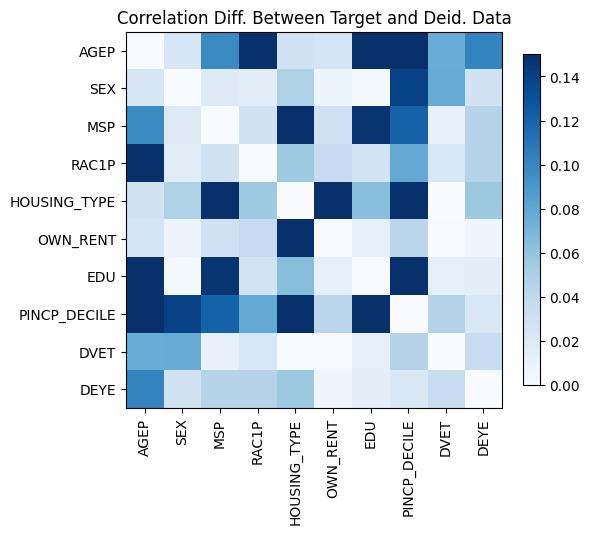 Correlation Diff. Between Target and Deid. Data
AGEP
SEX
MSP
RAC1P
HOUSING_TYPE
OWN_RENT
EDU
PINCP_DECILE
DVET
DEYE
AGEP
SEX
MSP
RAC1P
HOUSING_TYPE
OWN_RENT
EDU
PINCP_DECILE
DVET
DEYE
0.14
0.12
0.10
0.08
0.06
0.04
0.02
0.00